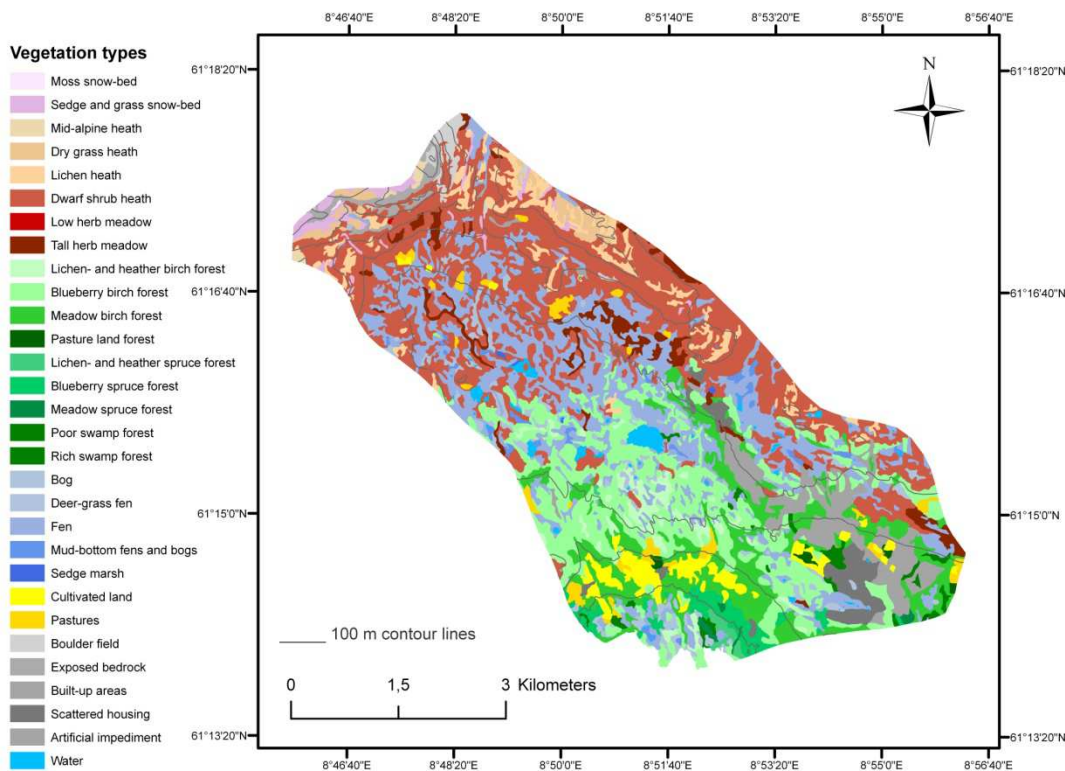 8°46'40"E 8°48'20"E 8°50'0"E 8°51'40"E 8°53'20"E 8°55'0"E 8°56'40"E
Vegetation types
Moss snow-bed
Sedge and grass snow-bed
Mid-alpine heath
Dry grass heath
Lichen heath
Dwarf shrub heath
Low herb meadow
Tall herb meadow
Lichen- and heather birch forest
Blueberry birch forest
Meadow birch forest
Pasture land forest
Lichen- and heather spruce forest
Blueberry spruce forest
Meadow spruce forest
Poor swamp forest
Rich swamp forest
Bog
Deer-grass fen
Fen
Mud-bottom fens and bogs
Sedge marsh
Cultivated land
Pastures
Boulder field
Exposed bedrock
Built-up areas
Scattered housing
Artificial impediment
Water
61°18'20"N 61°18'20"N
N
61°16'40"N 61°16'40"N
61°15'0"N 61°15'0"N
100 m contour lines
0 1,5 3 Kilometers
61°13'20"N 61°13'20"N
8°46'40"E 8°48'20"E 8°50'0"E 8°51'40"E 8°53'20"E 8°55'0"E 8°56'40"E